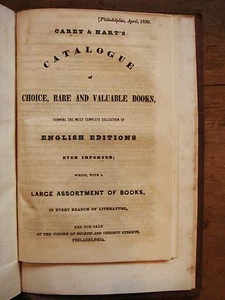 [Philadelphia, April, 1839.
CAREY & HART'S
CATALOGUE
of
CHOICE, RARE AND VALUABLE BOOKS,
FORMING THE MOST COMPLETE COLLECTION OF
ENGLISH EDITIONS
EVER IMPORTED;
WHICH, WITH A
LARGE ASSORTMENT OF BOOKS,
IN EVERY BRANCH OF LITERATURE,
ARE FOR SALE
AT THE CORNER OF FOURTH AND CHESNUT STREETS,
PHILADELPHIA.